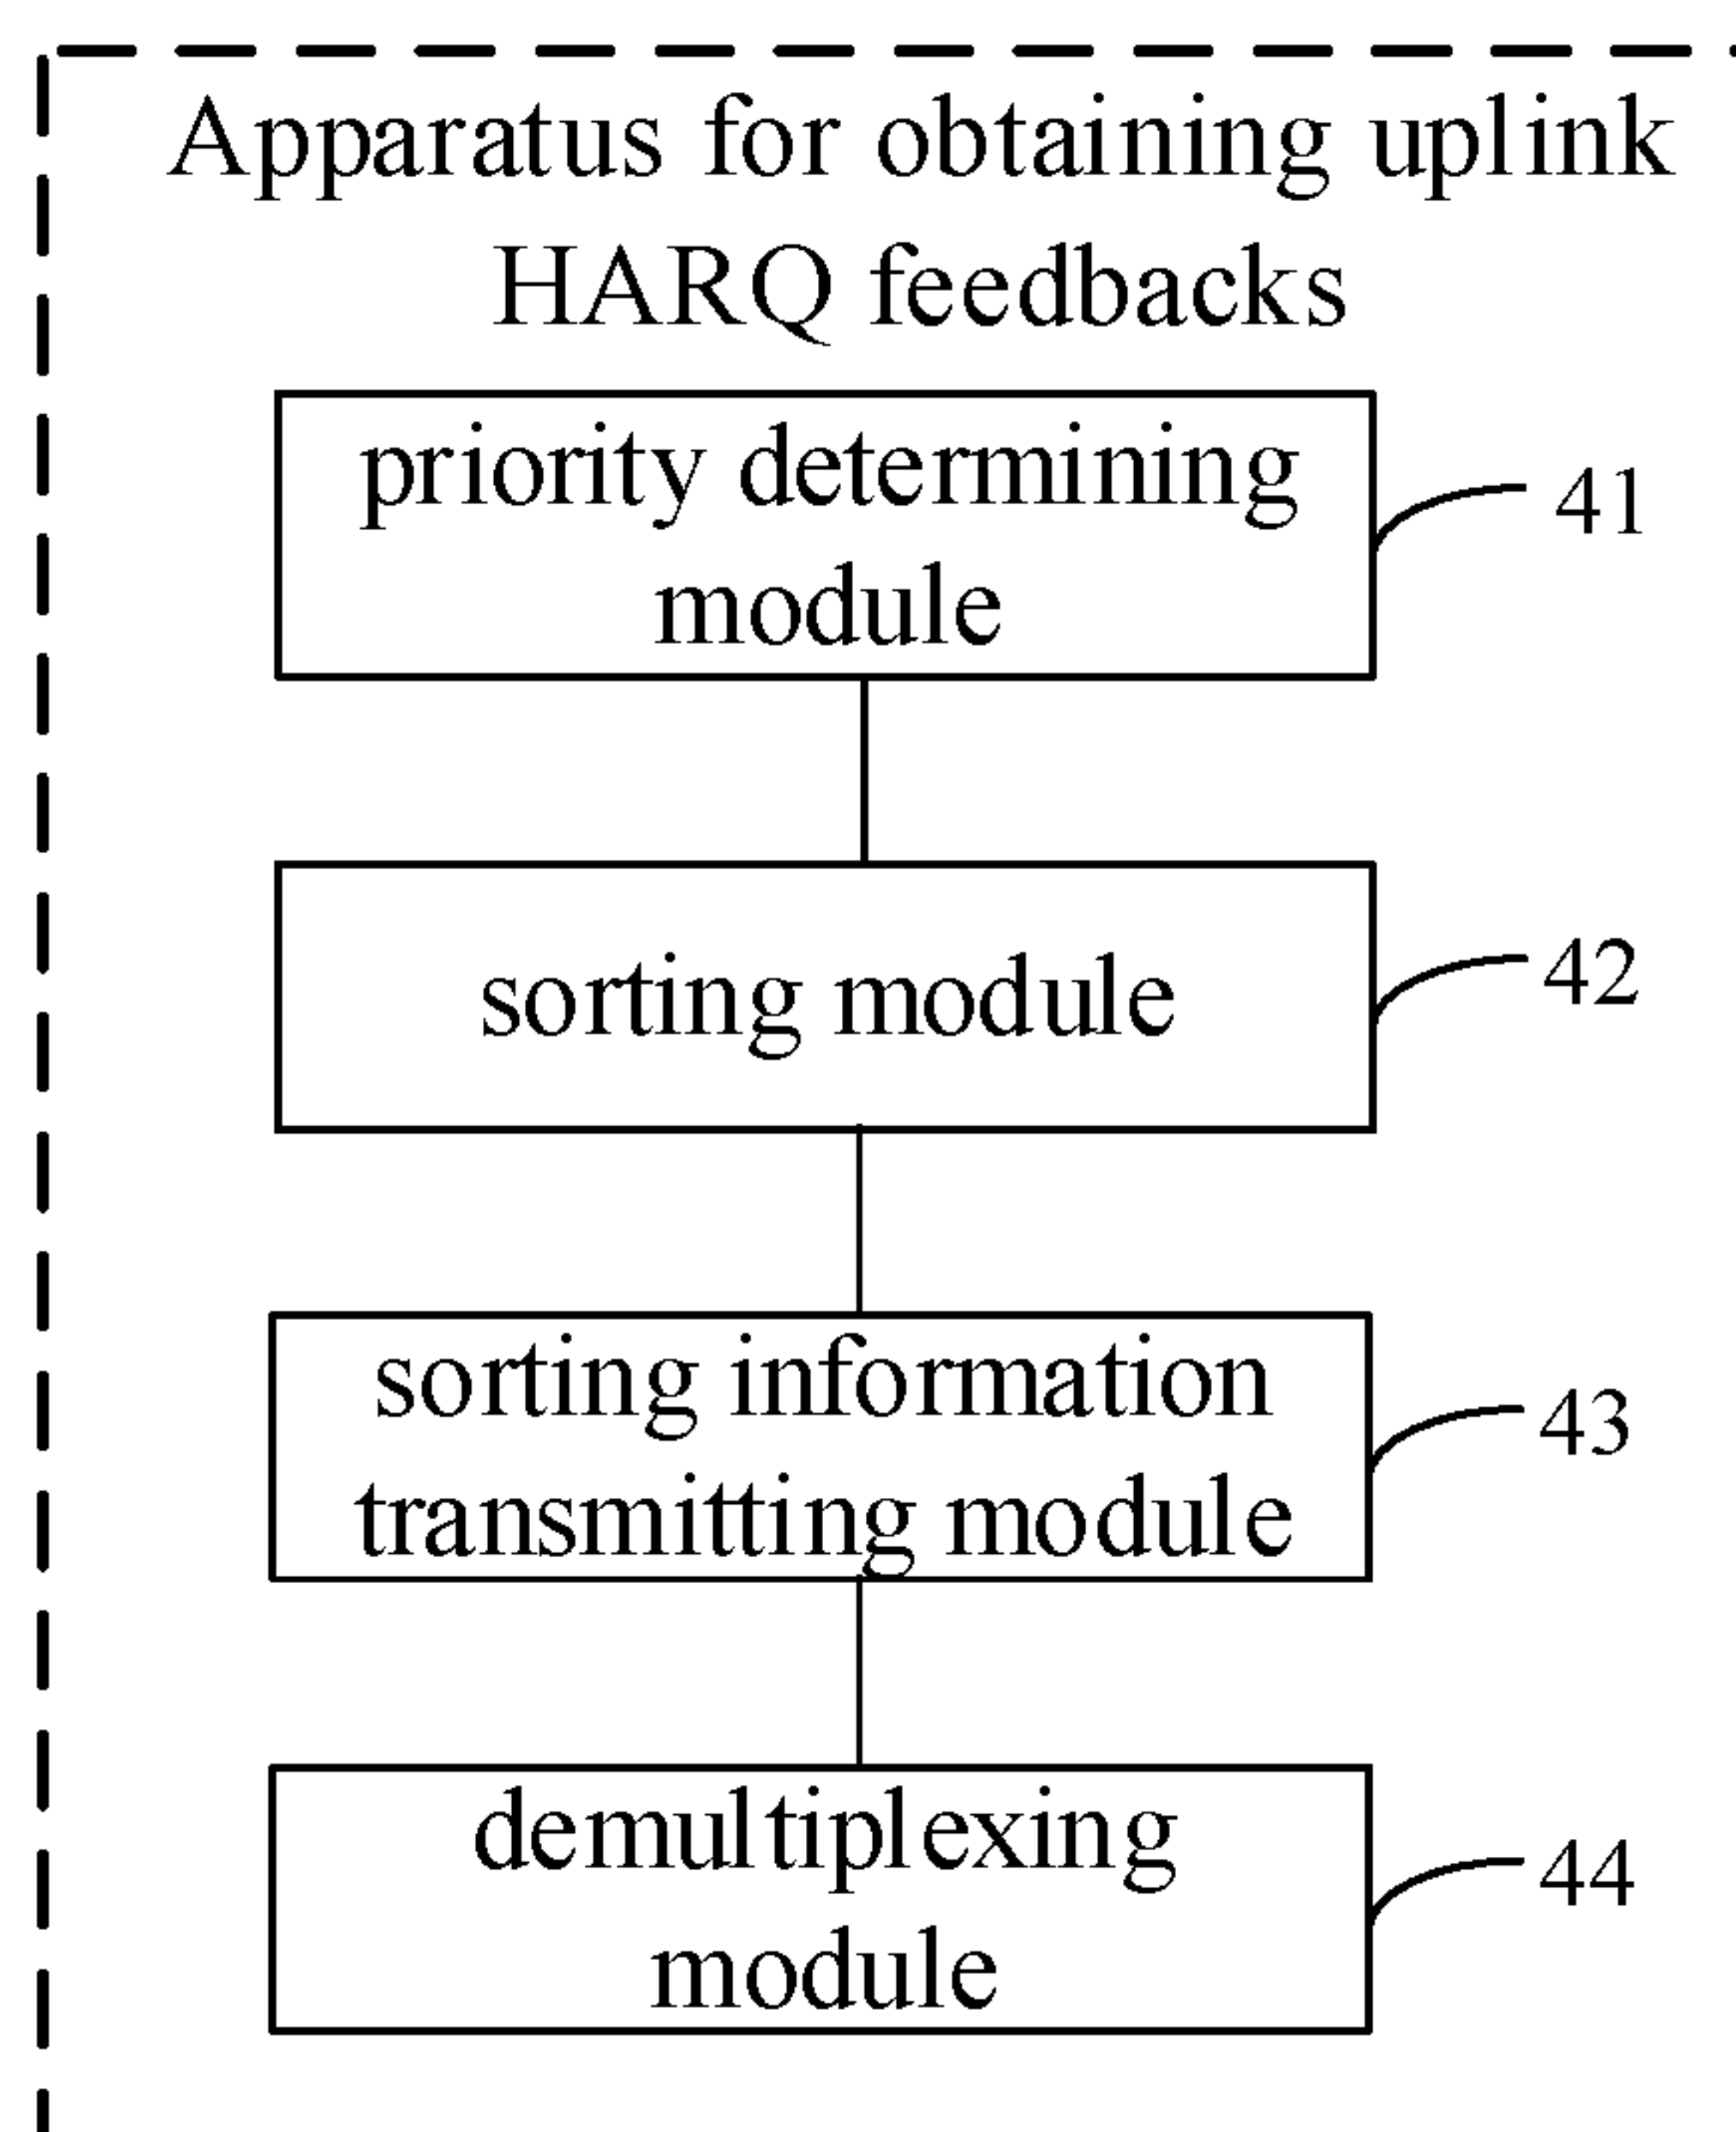 Apparatus for obtaining uplink
HARQ feedbacks
priority determining
module
41
sorting module
42
sorting information
transmitting module
43
demultiplexing
module
44